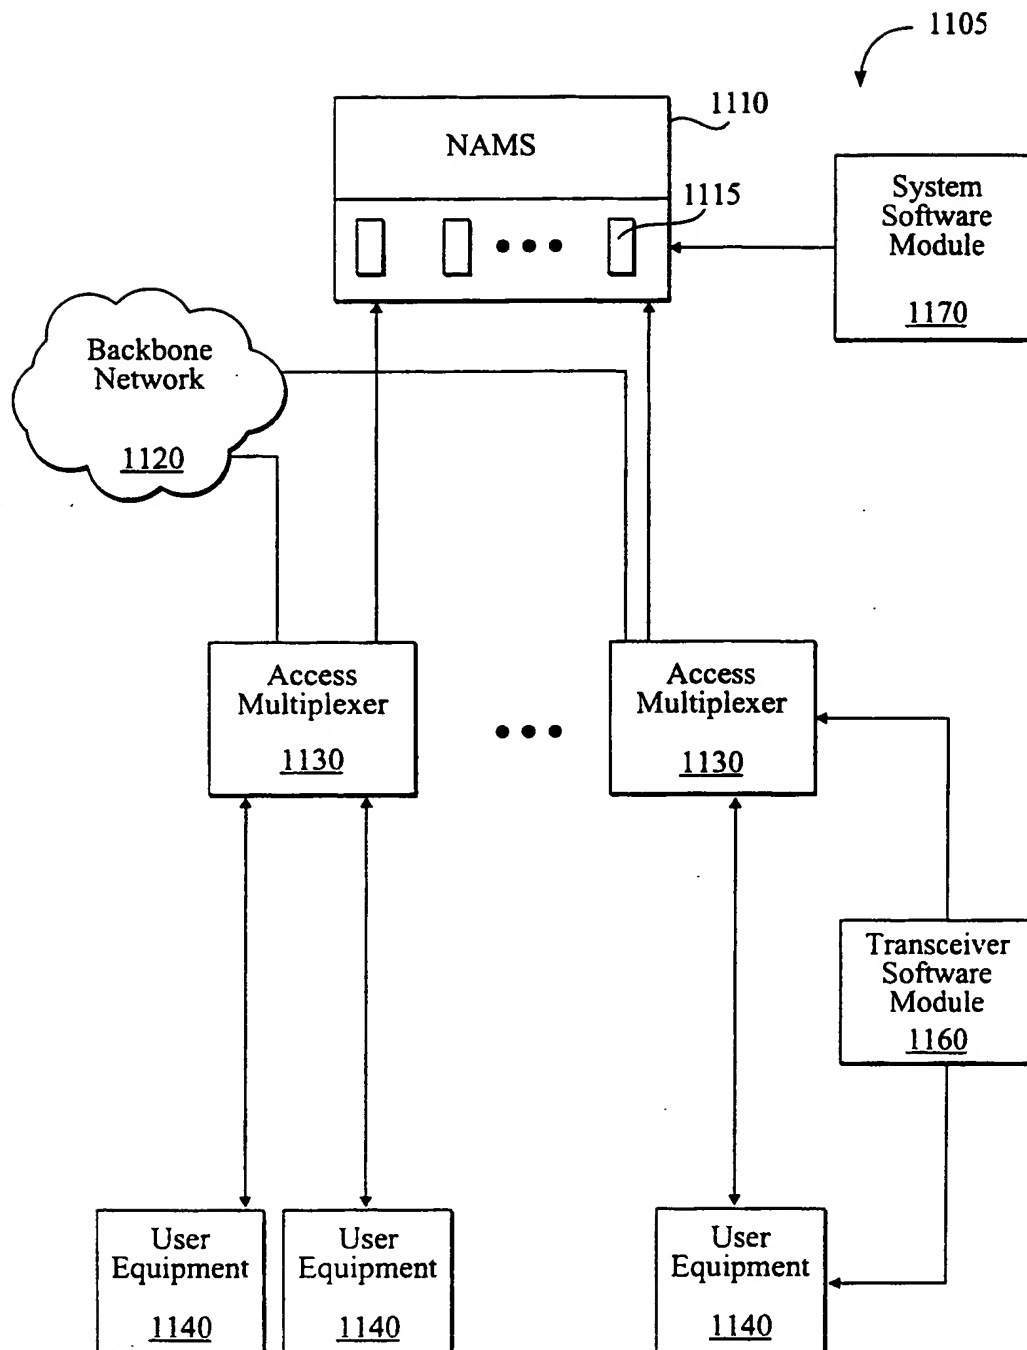 1105
1110
NAMS
1115
System
Software
Module
1170
Backbone
Network
1120
Access
Multiplexer
1130
Access
Multiplexer
1130
Transceiver
Software
Module
1160
User
Equipment
1140
User
Equipment
1140
User
Equipment
1140